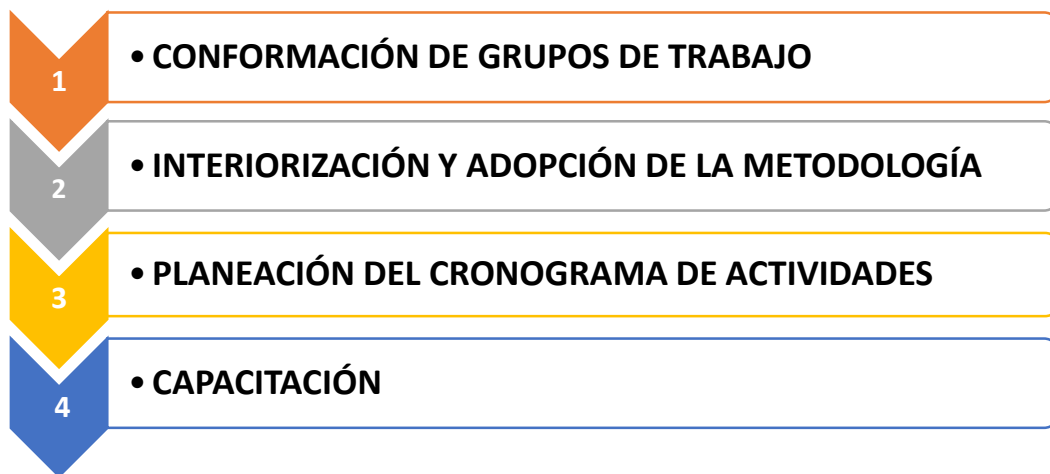 1
• CONFORMACIÓN DE GRUPOS DE TRABAJO
2
• INTERIORIZACIÓN Y ADOPCIÓN DE LA METODOLOGÍA
3
• PLANEACIÓN DEL CRONOGRAMA DE ACTIVIDADES
4
• CAPACITACIÓN